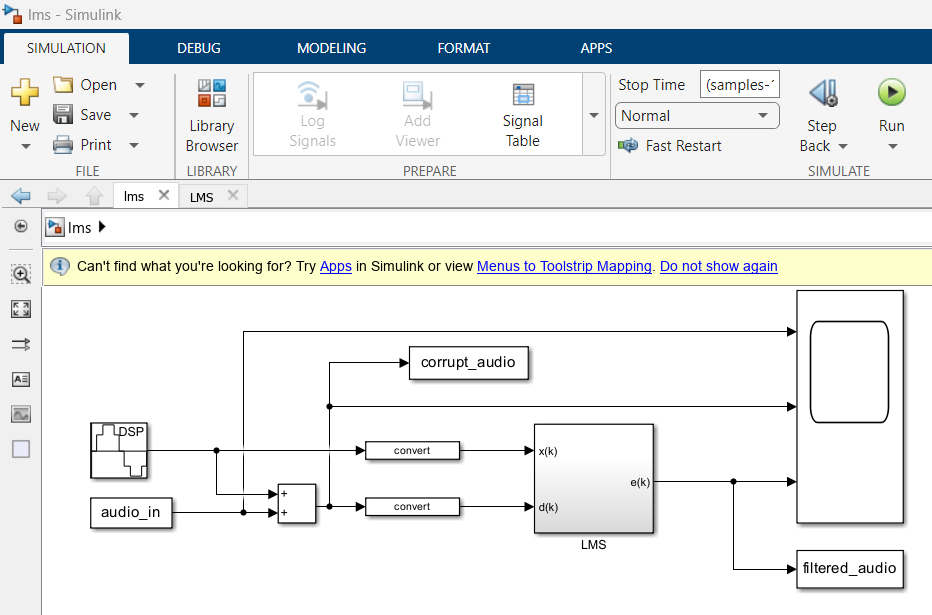 lms - Simulink
SIMULATION DEBUG MODELING FORMAT APPS
New
Open
Save
Print
FILE
Library
Browser
LIBRARY
Log
Signals
Add
Viewer
Signal
Table
PREPARE
Stop Time (samples-1
Normal
Fast Restart
Step
Back
Run
SIMULATE
lms LMS
lms
Can't find what you're looking for? Try Apps in Simulink or view Menus to Toolstrip Mapping. Do not show again
corrupt_audio
DSP
convert
x(k)
e(k)
audio_in
+
+
convert
d(k)
LMS
filtered_audio